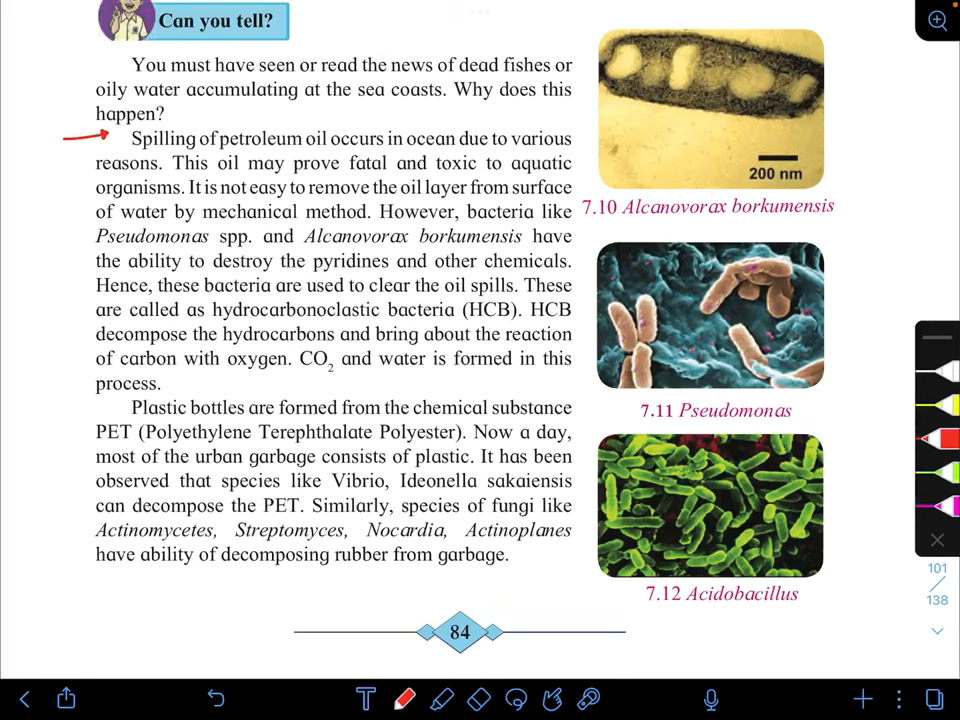 Can you tell?
You must have seen or read the news of dead fishes or
oily water accumulating at the sea coasts. Why does this
happen?
Spilling of petroleum oil occurs in ocean due to various
reasons. This oil may prove fatal and toxic to aquatic
organisms. It is not easy to remove the oil layer from surface
of water by mechanical method. However, bacteria like
Pseudomonas spp. and Alcanovorax borkumensis have
the ability to destroy the pyridines and other chemicals.
Hence, these bacteria are used to clear the oil spills. These
are called as hydrocarbonoclastic bacteria (HCB). HCB
decompose the hydrocarbons and bring about the reaction
of carbon with oxygen. CO₂ and water is formed in this
process.
Plastic bottles are formed from the chemical substance
PET (Polyethylene Terephthalate Polyester). Now a day,
most of the urban garbage consists of plastic. It has been
observed that species like Vibrio, Ideonella sakaiensis
can decompose the PET. Similarly, species of fungi like
Actinomycetes, Streptomyces, Nocardia, Actinoplanes
have ability of decomposing rubber from garbage.
200 nm
7.10 Alcanovorax borkumensis
7.11 Pseudomonas
7.12 Acidobacillus
84
101
138
T